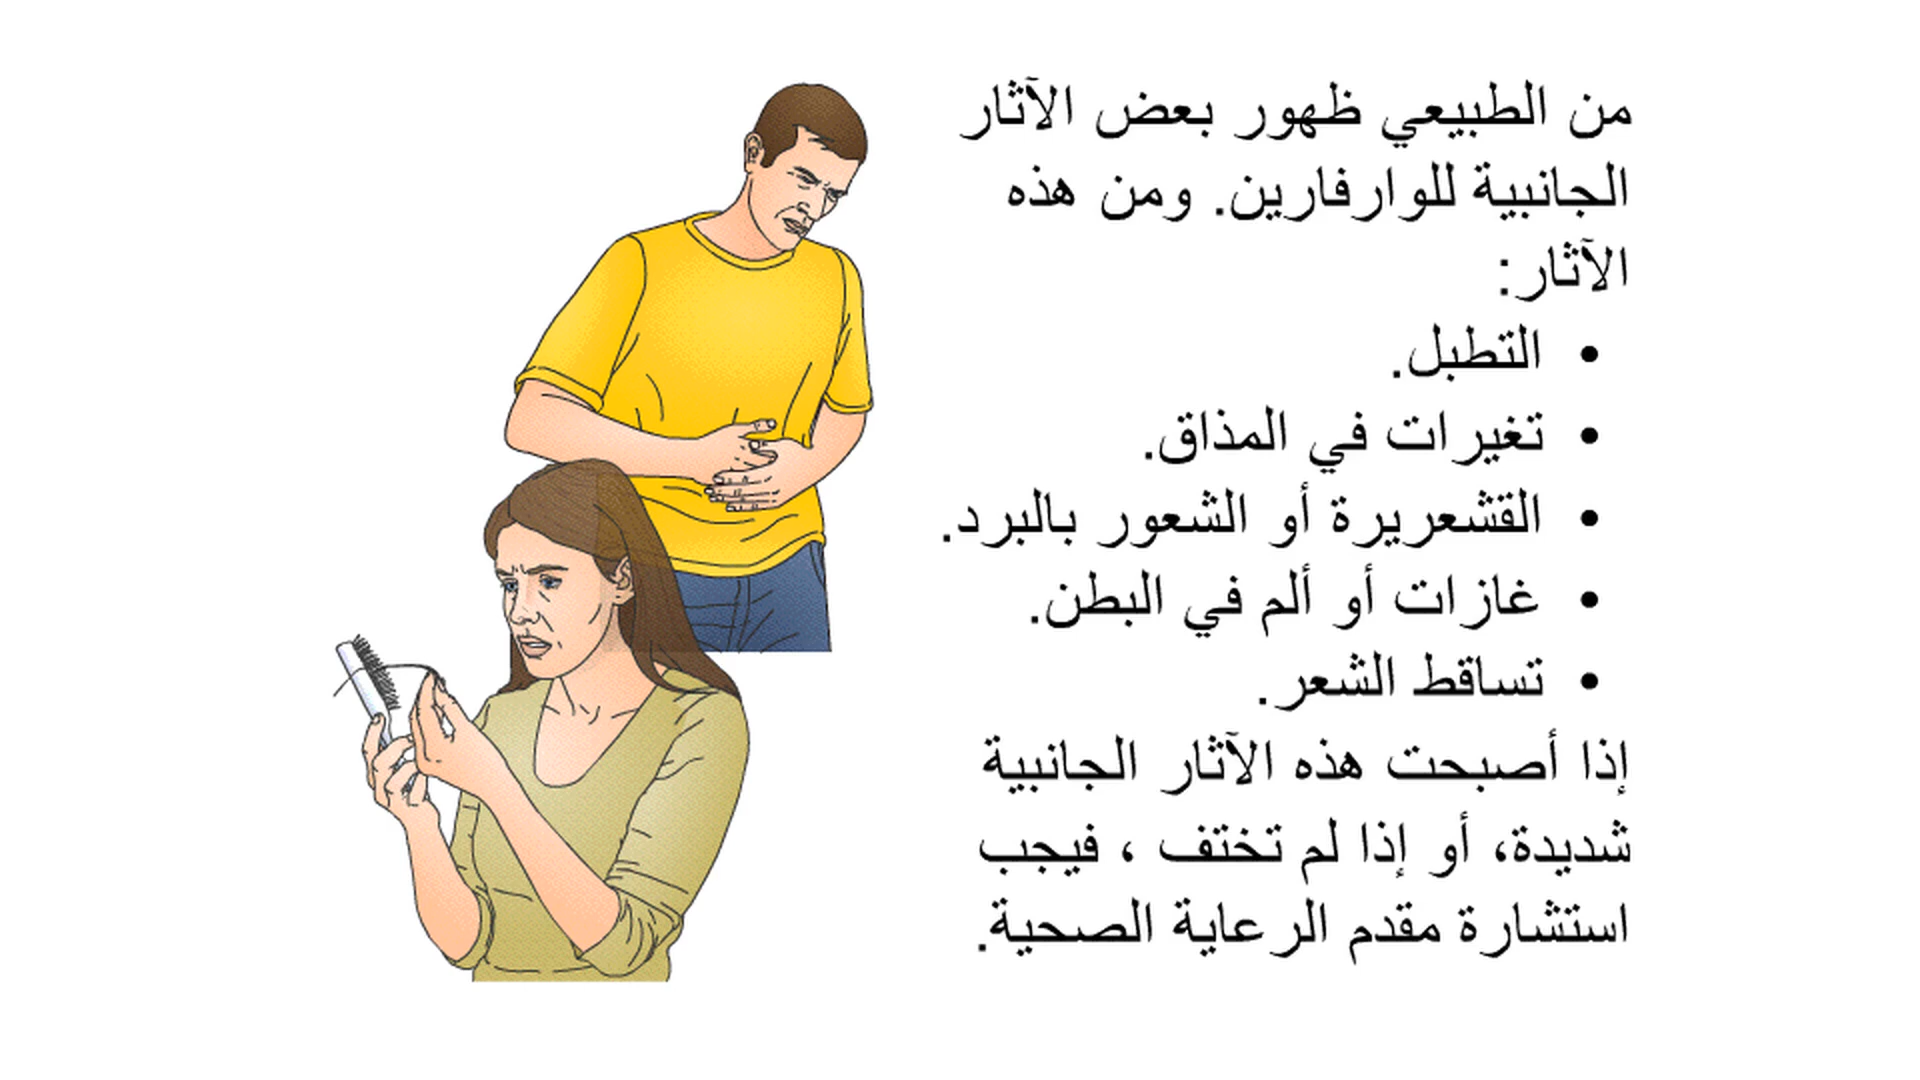 من الطبيعي ظهور بعض الآثار
الجانبية للوارفارين. ومن هذه
الآثار:
• التطبل.
• تغيرات في المذاق.
• القشعريرة أو الشعور بالبرد.
• غازات أو ألم في البطن.
• تساقط الشعر.
إذا أصبحت هذه الآثار الجانبية
شديدة، أو إذا لم تختف ، فيجب
استشارة مقدم الرعاية الصحية.